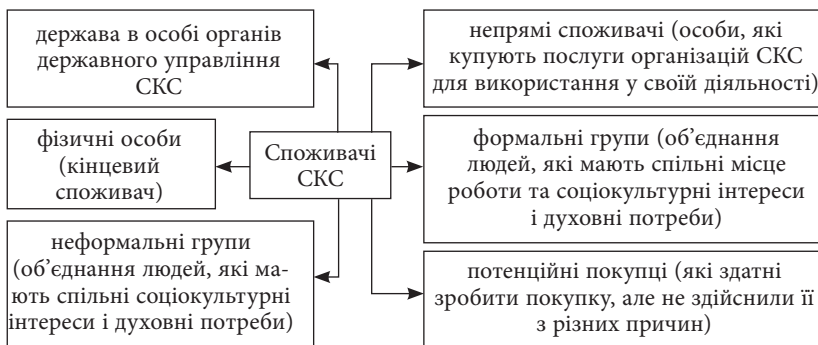 держава в особі органів
державного управління
СКС
фізичні особи
(кінцевий
споживач)
неформальні групи
(об’єднання людей, які ма-
ють спільні соціокультурні
інтереси і духовні потреби)
Споживачі
СКС
непрямі споживачі (особи, які
купують послуги організацій СКС
для використання у своїй діяльності)
формальні групи (об’єднання
людей, які мають спільні місце
роботи та соціокультурні інтереси
і духовні потреби)
потенційні покупці (які здатні
зробити покупку, але не здійснили її
з різних причин)